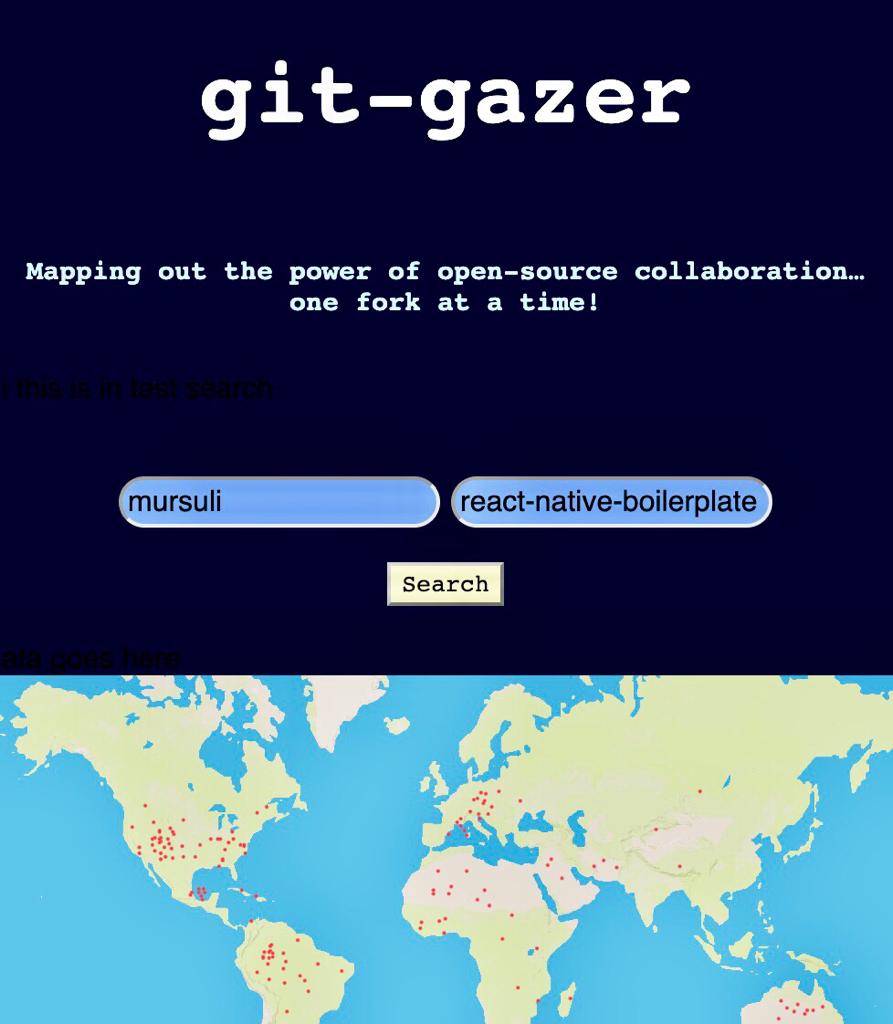 git-gazer
Mapping out the power of open-source collaboration…
one fork at a time!
i this is in test search
mursuli
react-native-boilerplate
Search
ata goes here